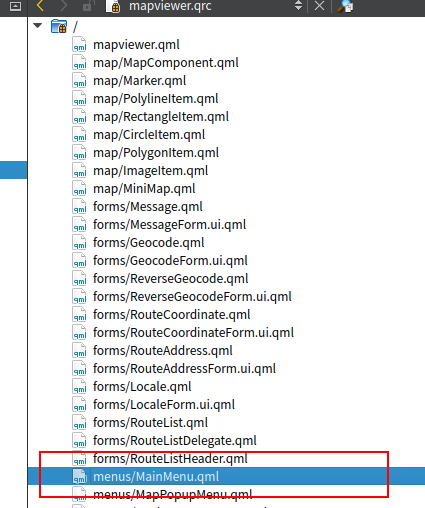 mapviewer.qrc
/
mapviewer.qml
map/MapComponent.qml
map/Marker.qml
map/PolylineItem.qml
map/RectangleItem.qml
map/CircleItem.qml
map/PolygonItem.qml
map/ImageItem.qml
map/MiniMap.qml
forms/Message.qml
forms/MessageForm.ui.qml
forms/Geocode.qml
forms/GeocodeForm.ui.qml
forms/ReverseGeocode.qml
forms/ReverseGeocodeForm.ui.qml
forms/RouteCoordinate.qml
forms/RouteCoordinateForm.ui.qml
forms/RouteAddress.qml
forms/RouteAddressForm.ui.qml
forms/Locale.qml
forms/LocaleForm.ui.qml
forms/RouteList.qml
forms/RouteListDelegate.qml
forms/RouteListHeader.qml
menus/MainMenu.qml
menus/MapPopupMenu.qml